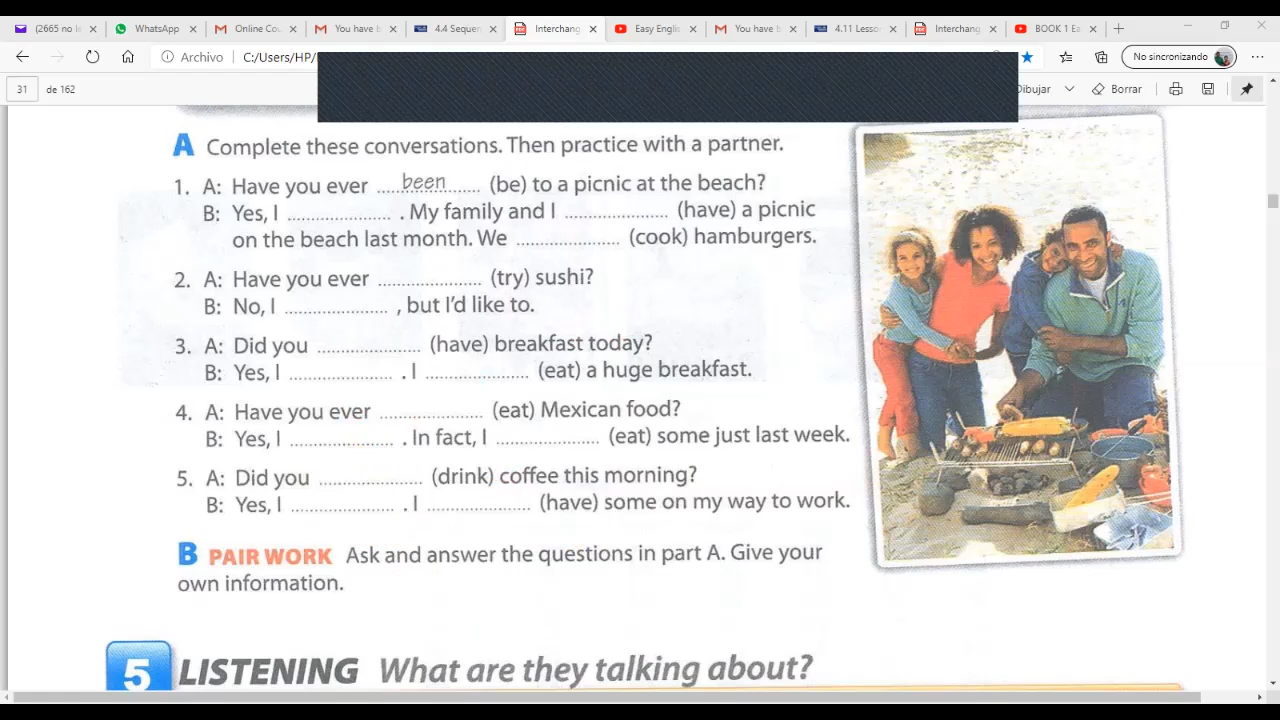 (2665 no le
WhatsApp
Online Cou
You have b
4.4 Sequen
Interchang
Easy Englis
You have b
4.11 Lesso
Interchang
BOOK 1 Ea
Archivo C:/Users/HP/
No sincronizando
31 de 162
Dibujar
Borrar
A Complete these conversations. Then practice with a partner.
1. A: Have you ever ....been.... (be) to a picnic at the beach?
B: Yes, I .................... . My family and I .................... (have) a picnic
on the beach last month. We .................... (cook) hamburgers.
2. A: Have you ever .................... (try) sushi?
B: No, I .................... , but I'd like to.
3. A: Did you .................... (have) breakfast today?
B: Yes, I .................... . I .................... (eat) a huge breakfast.
4. A: Have you ever .................... (eat) Mexican food?
B: Yes, I .................... . In fact, I .................... (eat) some just last week.
5. A: Did you .................... (drink) coffee this morning?
B: Yes, I .................... . I .................... (have) some on my way to work.
B PAIR WORK Ask and answer the questions in part A. Give your
own information.
5 LISTENING What are they talking about?